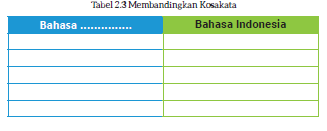 Tabel 2.3 Membandingkan Kosakata
Bahasa ............... Bahasa Indonesia